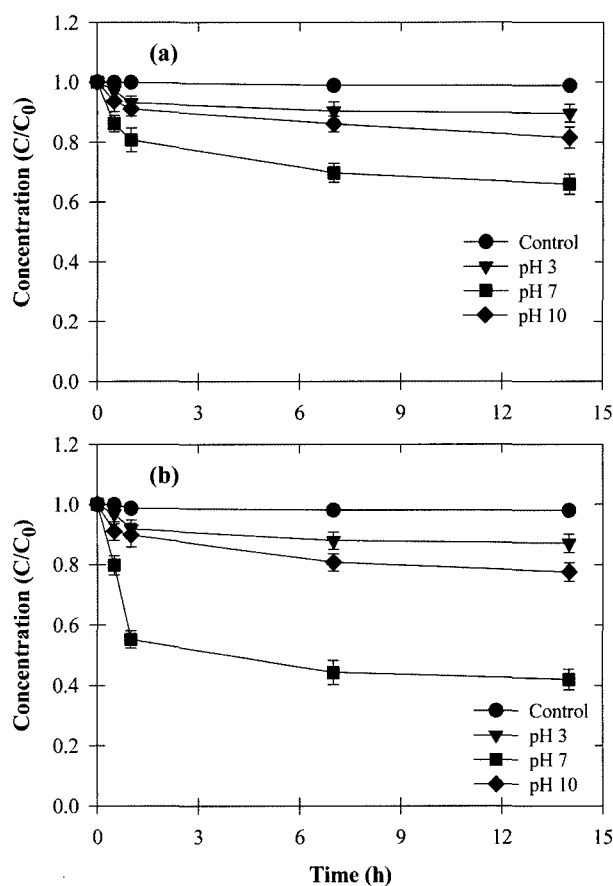 1.2
(a)
1.0
0.8
0.6
0.4
0.2
0.0
Concentration (C/C0)
Control
pH 3
pH 7
pH 10
0 3 6 9 12 15
1.2
(b)
1.0
0.8
0.6
0.4
0.2
0.0
Concentration (C/C0)
Control
pH 3
pH 7
pH 10
0 3 6 9 12 15
Time (h)